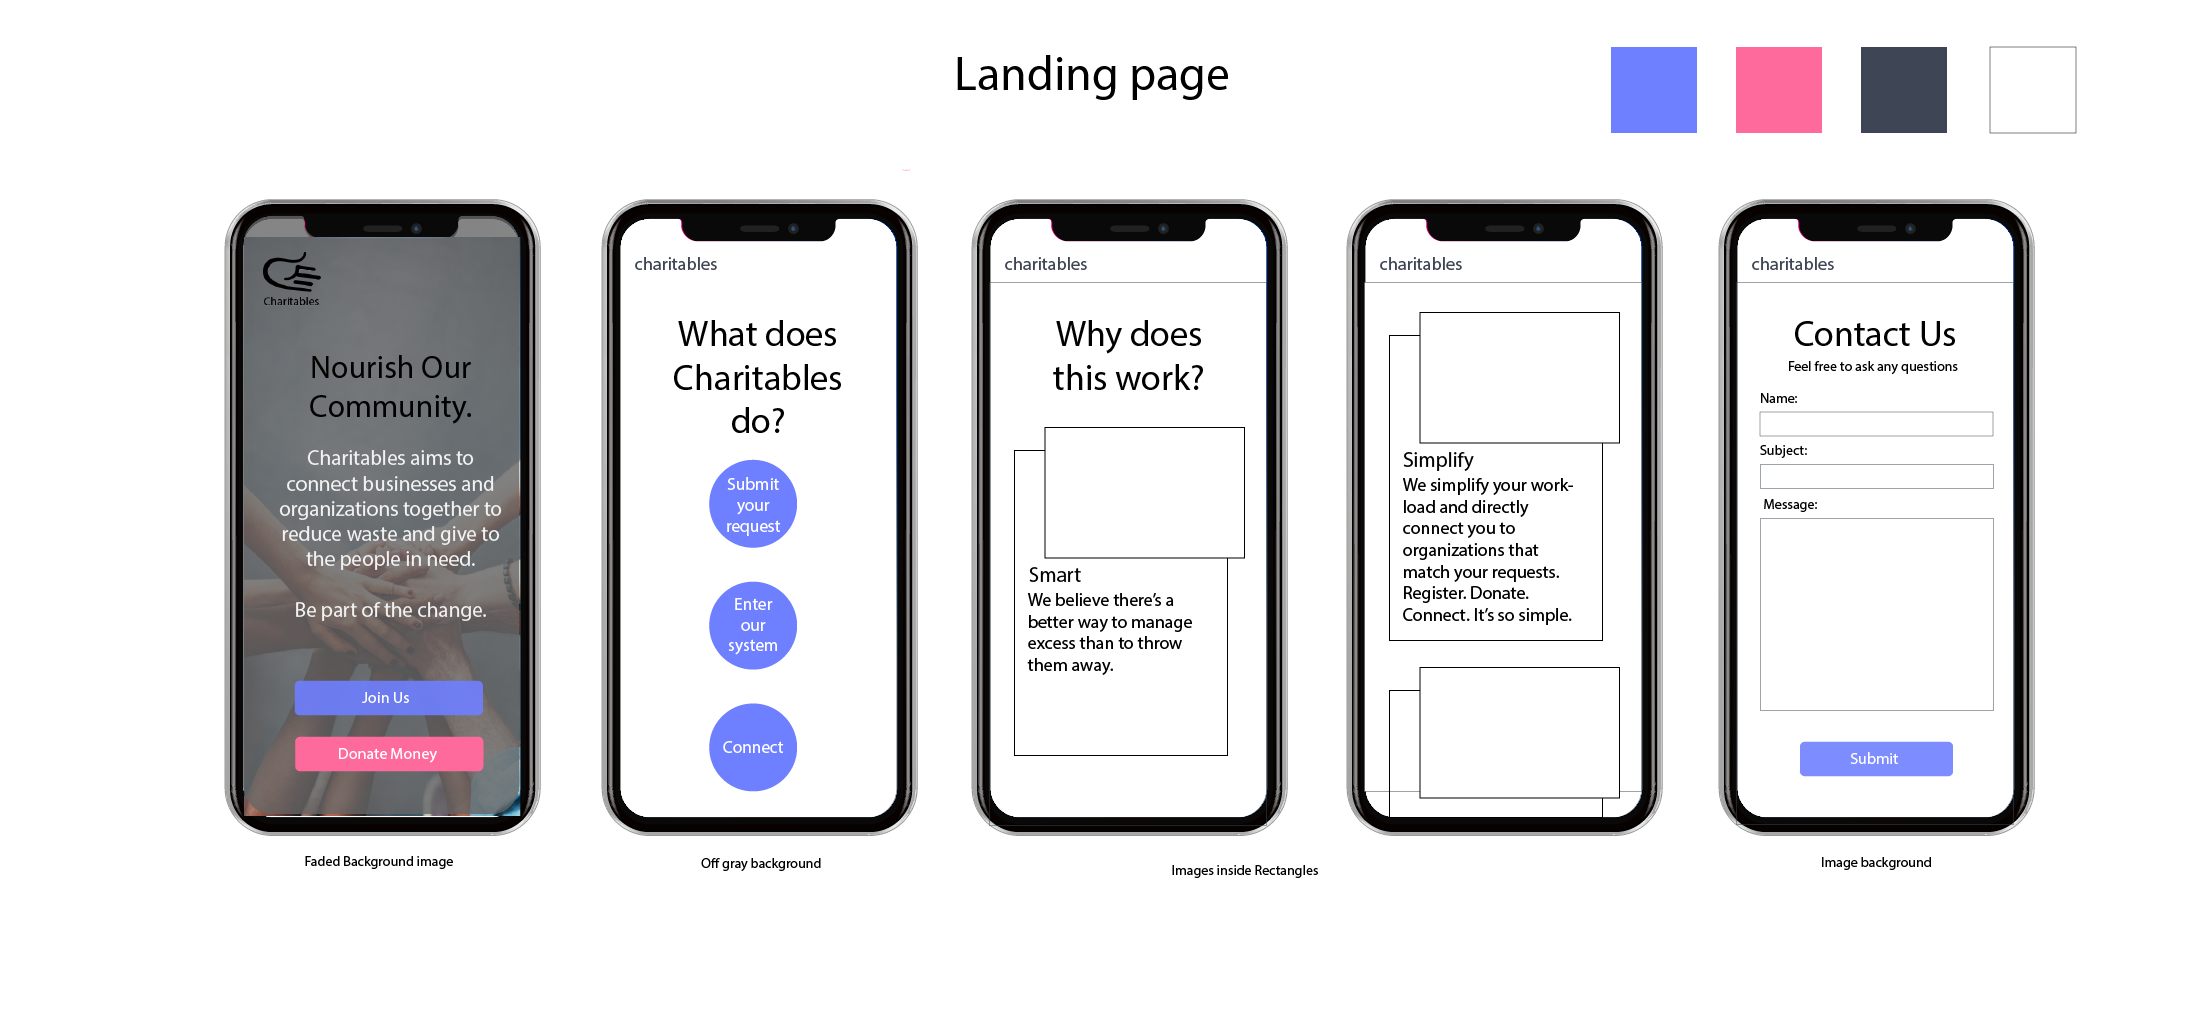 Landing page
Charitables
Nourish Our
Community.
Charitables aims to
connect businesses and
organizations together to
reduce waste and give to
the people in need.
Be part of the change.
Join Us
Donate Money
Faded Background image
charitables
What does
Charitables
do?
Submit
your
request
Enter
our
system
Connect
Off gray background
charitables
Why does
this work?
Smart
We believe there's a
better way to manage
excess than to throw
them away.
charitables
Simplify
We simplify your work-
load and directly
connect you to
organizations that
match your requests.
Register. Donate.
Connect. It's so simple.
Images inside Rectangles
charitables
Contact Us
Feel free to ask any questions
Name:
Subject:
Message:
Submit
Image background